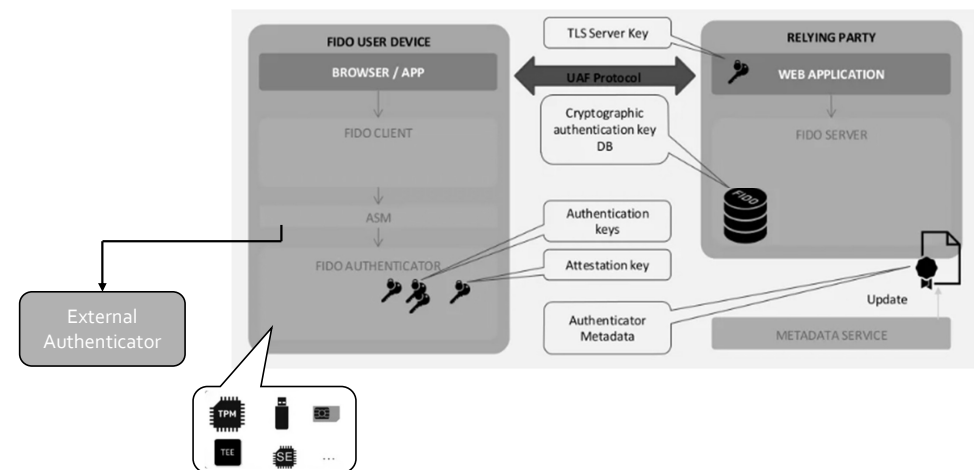 FIDO USER DEVICE
BROWSER / APP
FIDO CLIENT
ASM
FIDO AUTHENTICATOR
External
Authenticator
TPM
TEE
SE
...
TLS Server Key
UAF Protocol
Cryptographic
authentication key
DB
Authentication
keys
Attestation key
Authenticator
Metadata
RELYING PARTY
WEB APPLICATION
FIDO SERVER
FIDO
Update
METADATA SERVICE